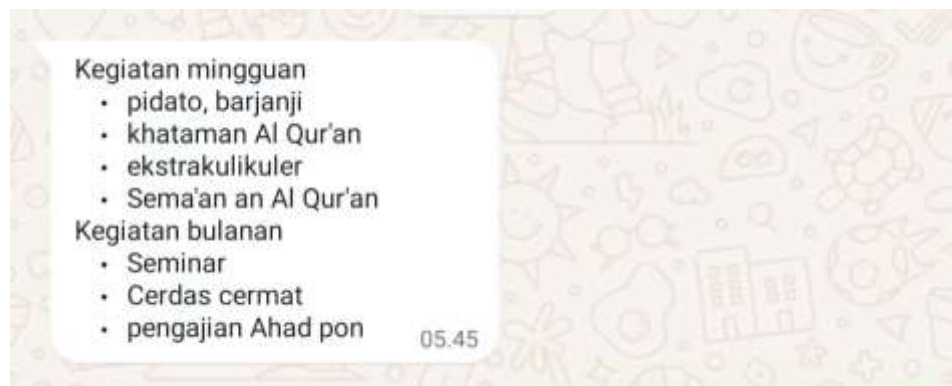 Kegiatan mingguan
• pidato, barjanji
• khataman Al Qur'an
• ekstrakulikuler
• Sema'an an Al Qur'an
Kegiatan bulanan
• Seminar
• Cerdas cermat
• pengajian Ahad pon
05.45